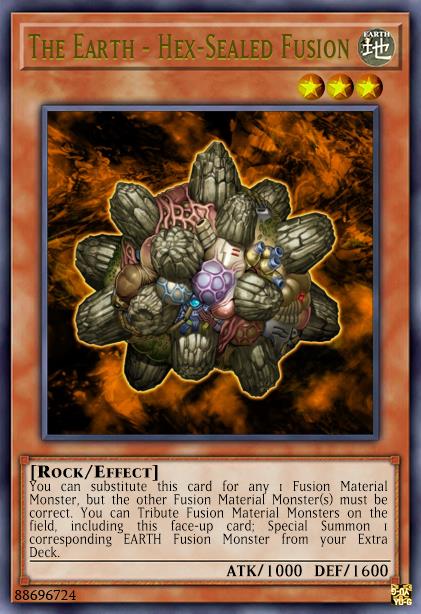 The Earth - Hex-Sealed Fusion
EARTH
地
[Rock/Effect]
You can substitute this card for any 1 Fusion Material
Monster, but the other Fusion Material Monster(s) must be
correct. You can Tribute Fusion Material Monsters on the
field, including this face-up card; Special Summon 1
corresponding EARTH Fusion Monster from your Extra
Deck.
ATK/1000 DEF/1600
88696724